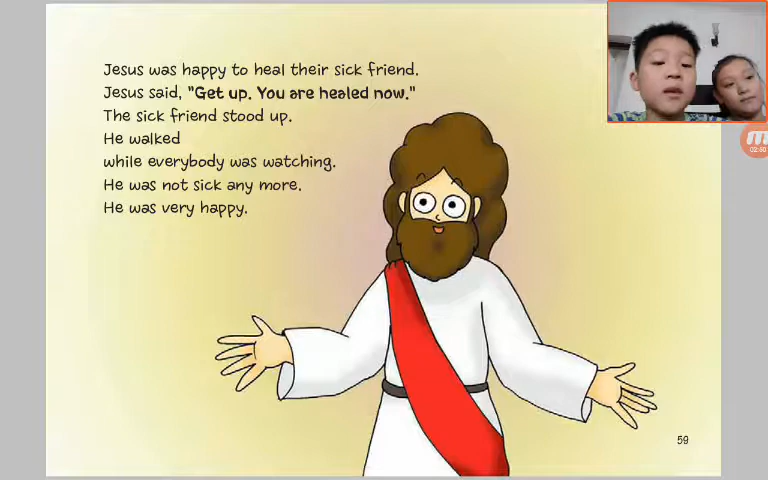 Jesus was happy to heal their sick friend.
Jesus said, "Get up. You are healed now."
The sick friend stood up.
He walked
while everybody was watching.
He was not sick any more.
He was very happy.
59
M
02:50